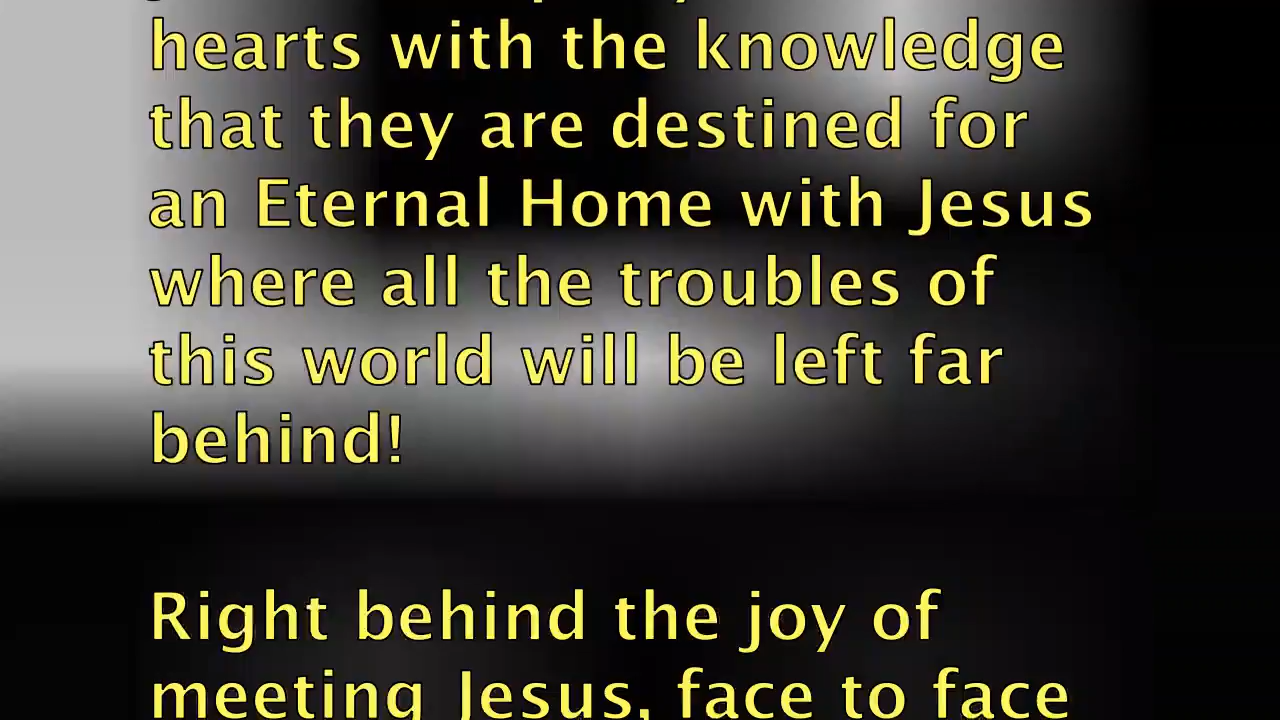 hearts with the knowledge
that they are destined for
an Eternal Home with Jesus
where all the troubles of
this world will be left far
behind!
Right behind the joy of
meeting Jesus, face to face